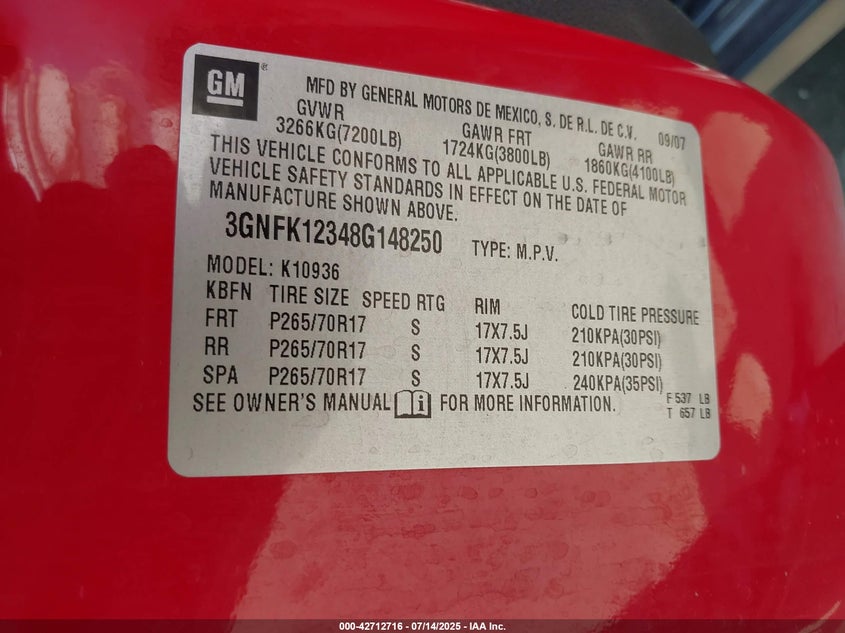 GM
MFD BY GENERAL MOTORS DE MEXICO, S. DE R.L. DE C.V. 09/07
GVWR GAWR FRT GAWR RR
3266KG(7200LB) 1724KG(3800LB) 1860KG(4100LB)
THIS VEHICLE CONFORMS TO ALL APPLICABLE U.S. FEDERAL MOTOR
VEHICLE SAFETY STANDARDS IN EFFECT ON THE DATE OF
MANUFACTURE SHOWN ABOVE.
3GNFK12348G148250 TYPE: M.P.V.
MODEL: K10936
KBFN TIRE SIZE SPEED RTG RIM COLD TIRE PRESSURE
FRT P265/70R17 S 17X7.5J 210KPA(30PSI)
RR P265/70R17 S 17X7.5J 210KPA(30PSI)
SPA P265/70R17 S 17X7.5J 240KPA(35PSI)
SEE OWNER'S MANUAL i FOR MORE INFORMATION. F 537 LB
T 657 LB
000-42712716 - 07/14/2025 - IAA Inc.